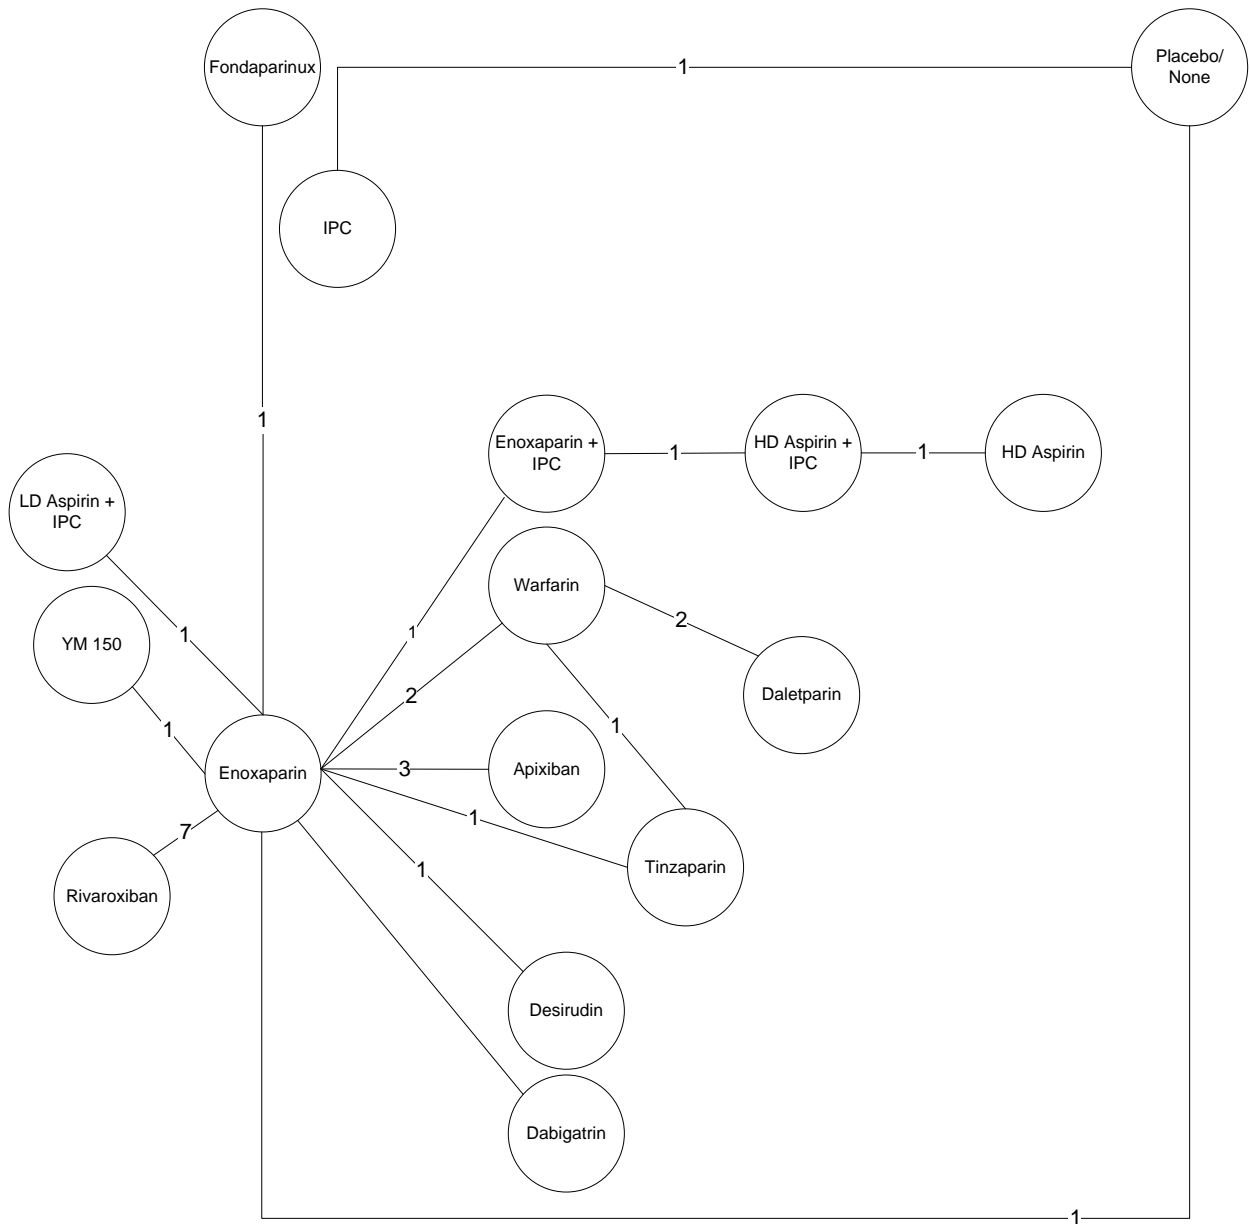 Fondaparinux
Placebo/
None
1
IPC
1
Enoxaparin +
IPC
1
HD Aspirin +
IPC
1
HD Aspirin
LD Aspirin +
IPC
Warfarin
2
1
1
YM 150
2
Daletparin
1
1
Enoxaparin
3
Apixiban
1
7
Tinzaparin
1
Rivaroxiban
Desirudin
Dabigatrin
1